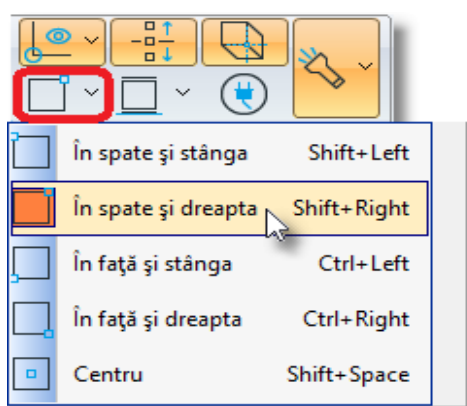 În spate şi stânga Shift+Left
În spate şi dreapta Shift+Right
În faţă şi stânga Ctrl+Left
În faţă şi dreapta Ctrl+Right
Centru Shift+Space